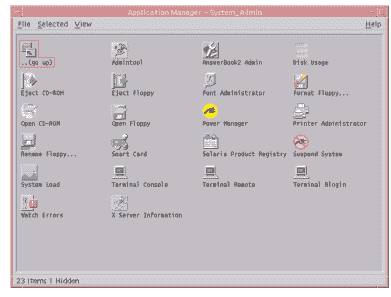 Application Manager - System_Admin
File Selected View Help
..(go up) Admintool AnswerBook2 Admin Disk Usage
Eject CD-ROM Eject Floppy Font Administrator Format Floppy...
Open CD-ROM Open Floppy Power Manager Printer Administrator
Rename Floppy... Smart Card Solaris Product Registry Suspend System
System Load Terminal Console Terminal Remote Terminal Rlogin
Watch Errors X Server Information
23 Items 1 Hidden